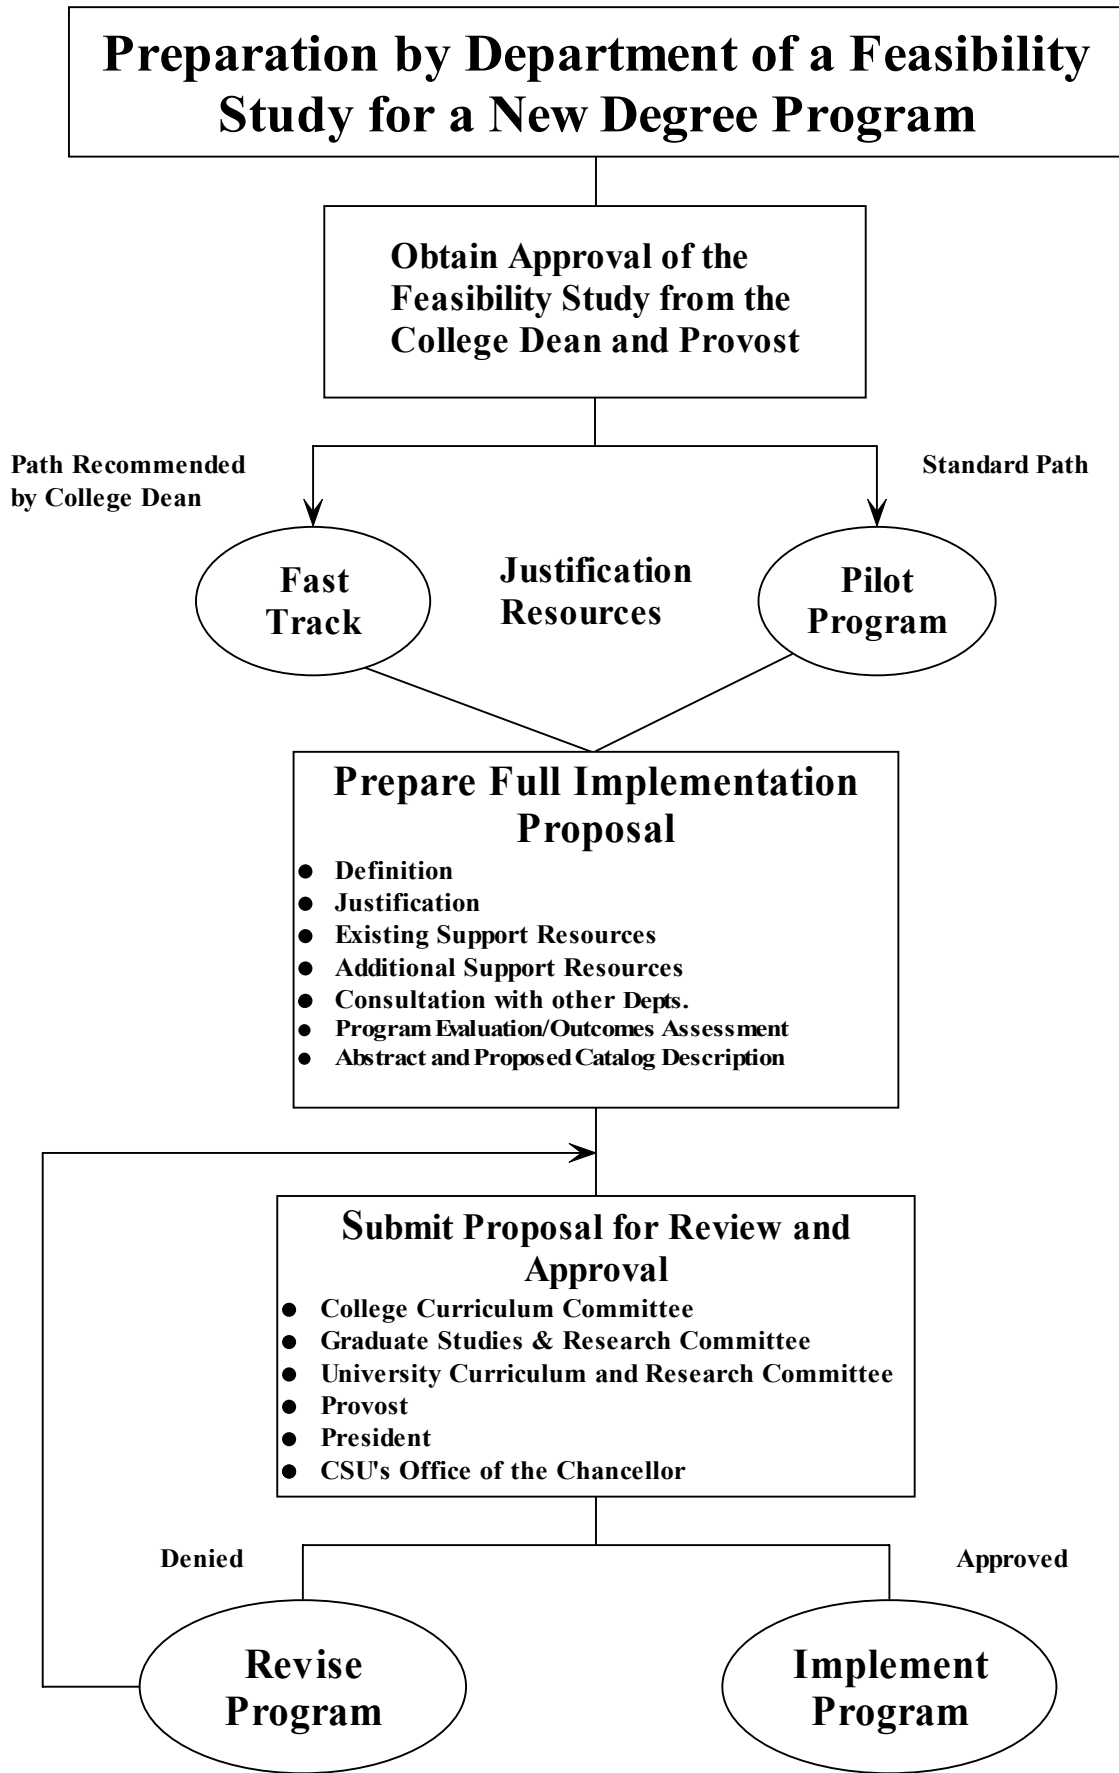 Preparation by Department of a Feasibility
Study for a New Degree Program
Obtain Approval of the
Feasibility Study from the
College Dean and Provost
Path Recommended
by College Dean
Standard Path
Fast
Track
Justification
Resources
Pilot
Program
Prepare Full Implementation
Proposal
● Definition
● Justification
● Existing Support Resources
● Additional Support Resources
● Consultation with other Depts.
● Program Evaluation/Outcomes Assessment
● Abstract and Proposed Catalog Description
Submit Proposal for Review and
Approval
● College Curriculum Committee
● Graduate Studies & Research Committee
● University Curriculum and Research Committee
● Provost
● President
● CSU's Office of the Chancellor
Denied
Approved
Revise
Program
Implement
Program